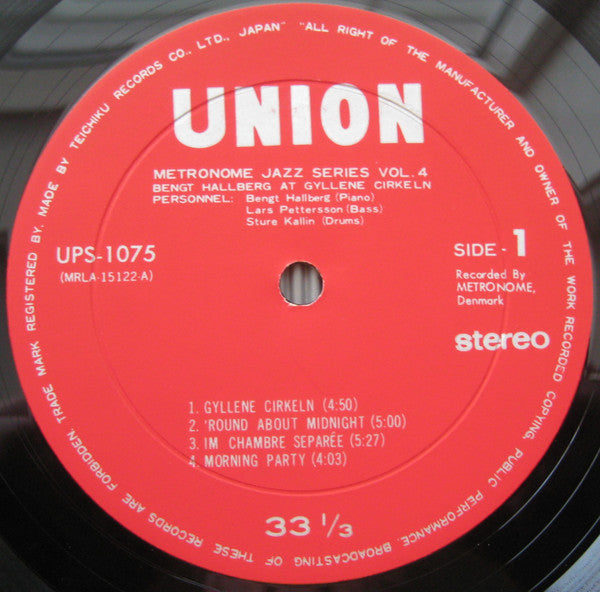 TRADE MARK REGISTERED BY. MADE BY TEICHIKU RECORDS CO., LTD., JAPAN" "ALL RIGHT OF THE MANUFACTURER AND OWNER OF THE WORK RECORDED COPYING, PUBLIC PERFORMANCE, BROADCASTING OF THESE RECORDS ARE FORBIDDEN,
UNION
METRONOME JAZZ SERIES VOL. 4
BENGT HALLBERG AT GYLLENE CIRKELN
PERSONNEL: Bengt Hallberg (Piano)
Lars Pettersson (Bass)
Sture Kallin (Drums)
UPS-1075
(MRLA-15122-A)
SIDE - 1
Recorded By
METRONOME,
Denmark
stereo
1. GYLLENE CIRKELN (4:50)
2. 'ROUND ABOUT MIDNIGHT (5:00)
3. IM CHAMBRE SEPARÉE (5:27)
4. MORNING PARTY (4:03)
33 1/3